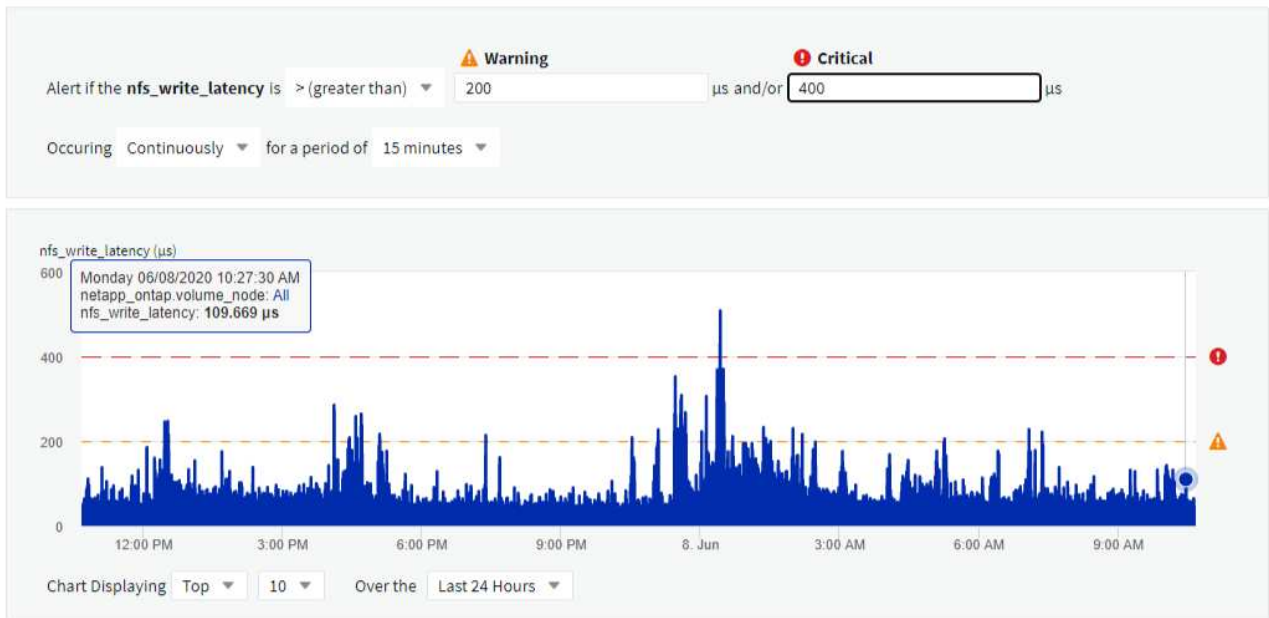 Warning
Critical
Alert if the nfs_write_latency is > (greater than) 200 µs and/or 400 µs
Occuring Continuously for a period of 15 minutes
nfs_write_latency (µs)
600
Monday 06/08/2020 10:27:30 AM
netapp_ontap.volume_node: All
nfs_write_latency: 109.669 µs
400
200
0
12:00 PM 3:00 PM 6:00 PM 9:00 PM 8. Jun 3:00 AM 6:00 AM 9:00 AM
Chart Displaying Top 10 Over the Last 24 Hours